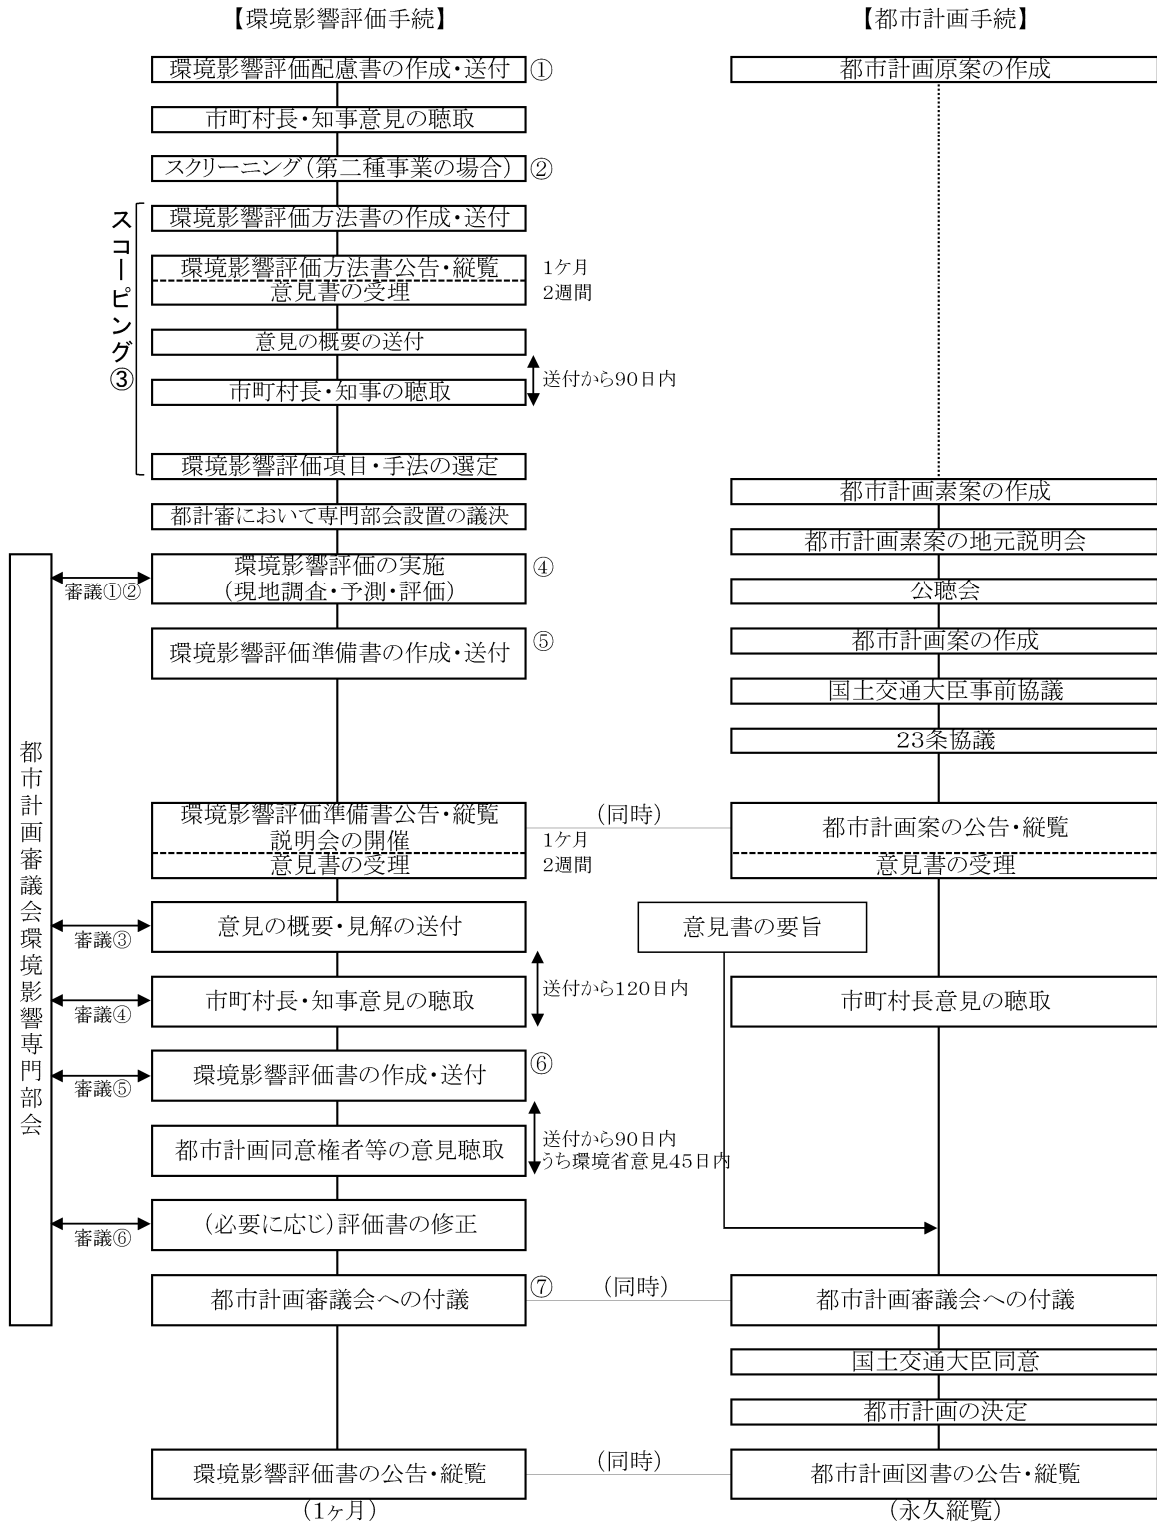 【環境影響評価手続】
【都市計画手続】
環境影響評価配慮書の作成・送付
①
都市計画原案の作成
市町村長・知事意見の聴取
スクリーニング（第二種事業の場合）
②
スコーピング③
環境影響評価方法書の作成・送付
環境影響評価方法書公告・縦覧
1ケ月
意見書の受理
2週間
意見の概要の送付
送付から90日内
市町村長・知事の聴取
環境影響評価項目・手法の選定
都市計画素案の作成
都計審において専門部会設置の議決
都市計画素案の地元説明会
都市計画審議会環境影響専門部会
審議①②
環境影響評価の実施
（現地調査・予測・評価）
④
公聴会
環境影響評価準備書の作成・送付
⑤
都市計画案の作成
国土交通大臣事前協議
23条協議
環境影響評価準備書公告・縦覧
説明会の開催
1ケ月
意見書の受理
2週間
（同時）
都市計画案の公告・縦覧
意見書の受理
審議③
意見の概要・見解の送付
意見書の要旨
送付から120日内
審議④
市町村長・知事意見の聴取
市町村長意見の聴取
審議⑤
環境影響評価書の作成・送付
⑥
都市計画同意権者等の意見聴取
送付から90日内
うち環境省意見45日内
審議⑥
（必要に応じ）評価書の修正
都市計画審議会への付議
⑦
（同時）
都市計画審議会への付議
国土交通大臣同意
都市計画の決定
環境影響評価書の公告・縦覧
（1ヶ月）
（同時）
都市計画図書の公告・縦覧
（永久縦覧）